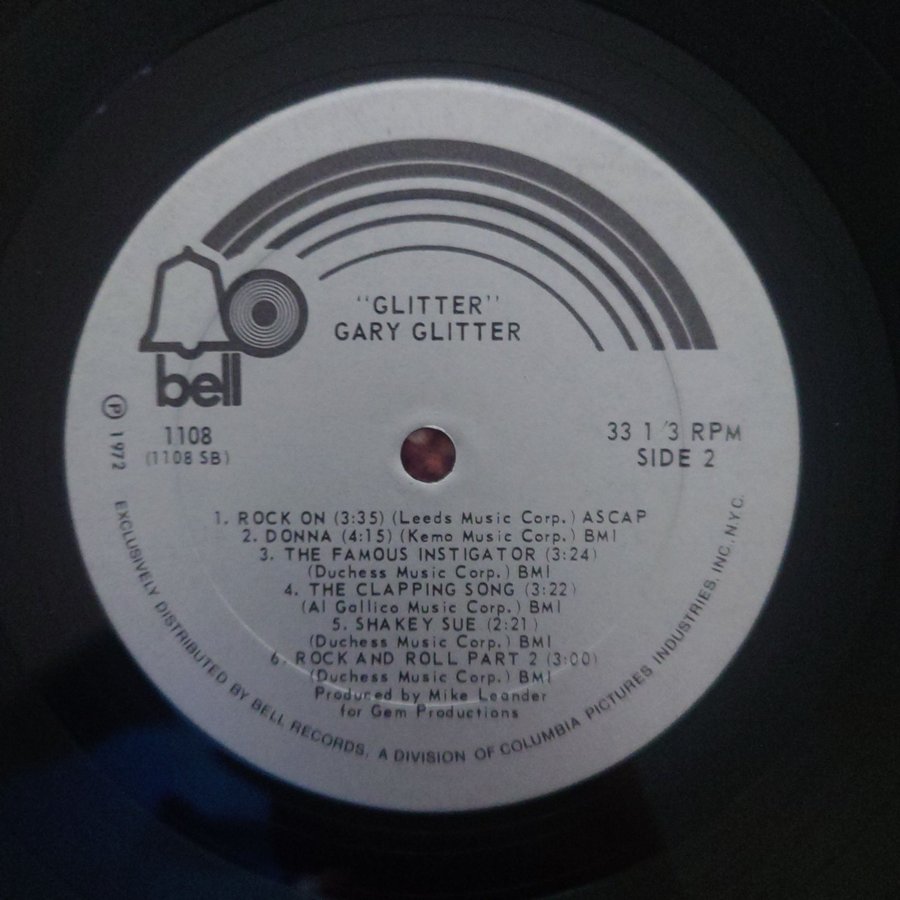 "GLITTER"
GARY GLITTER
bell
℗ 1972
1108
(1108 SB)
33 1/3 RPM
SIDE 2
1. ROCK ON (3:35) (Leeds Music Corp.) ASCAP
2. DONNA (4:15) (Kemo Music Corp.) BMI
3. THE FAMOUS INSTIGATOR (3:24)
(Duchess Music Corp.) BMI
4. THE CLAPPING SONG (3:22)
(Al Gallico Music Corp.) BMI
5. SHAKEY SUE (2:21)
(Duchess Music Corp.) BMI
6. ROCK AND ROLL PART 2 (3:00)
(Duchess Music Corp.) BMI
Produced by Mike Leander
for Gem Productions
EXCLUSIVELY DISTRIBUTED BY BELL RECORDS, A DIVISION OF COLUMBIA PICTURES INDUSTRIES, INC., N.Y.C.